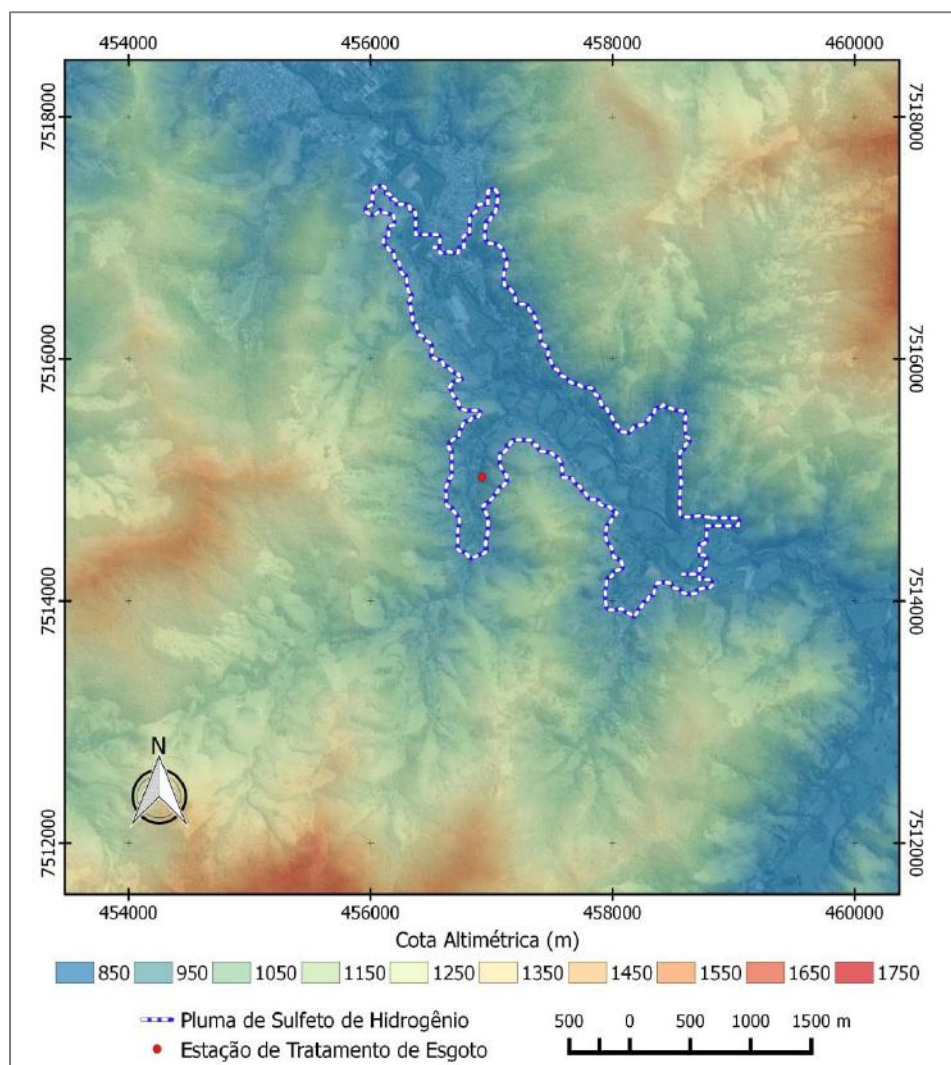 454000 456000 458000 460000
7518000 7518000
7516000 7516000
7514000 7514000
N
7512000 7512000
454000 456000 458000 460000
Cota Altimétrica (m)
850 950 1050 1150 1250 1350 1450 1550 1650 1750
Pluma de Sulfeto de Hidrogênio
500 0 500 1000 1500 m
Estação de Tratamento de Esgoto